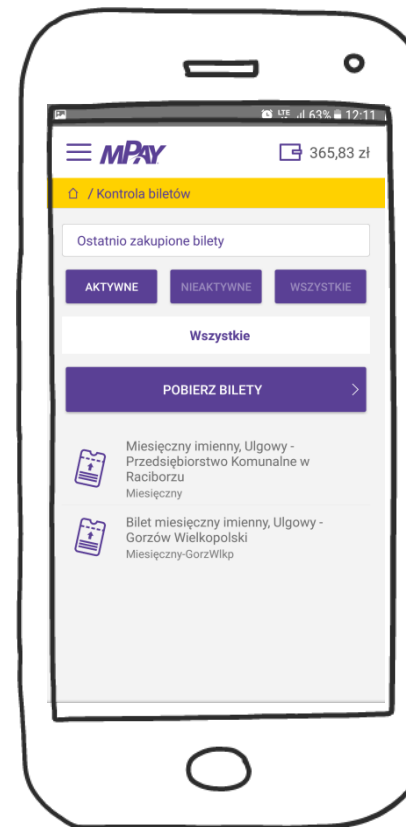 LTE 63% 12:11
mPAY 365,83 zł
/ Kontrola biletów
Ostatnio zakupione bilety
AKTYWNE NIEAKTYWNE WSZYSTKIE
Wszystkie
POBIERZ BILETY
Miesięczny imienny, Ulgowy -
Przedsiębiorstwo Komunalne w
Raciborzu
Miesięczny
Bilet miesięczny imienny, Ulgowy -
Gorzów Wielkopolski
Miesięczny-GorzWlkp